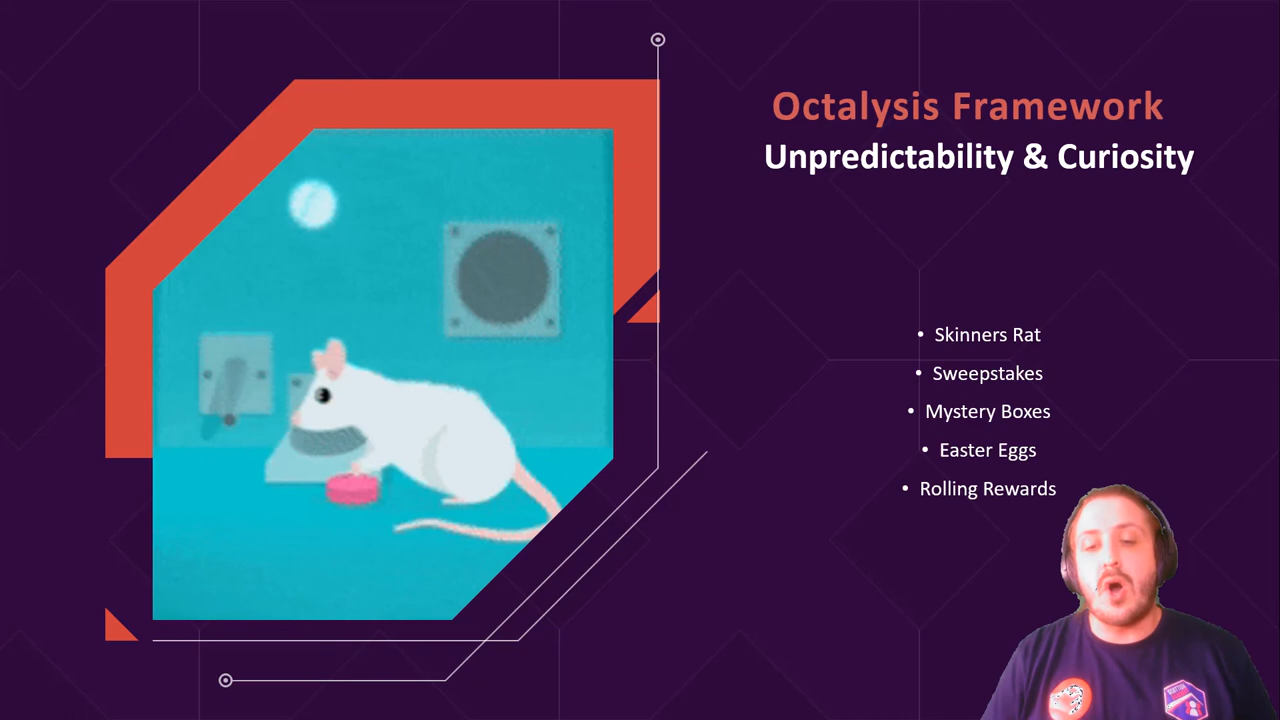 Octalysis Framework
Unpredictability & Curiosity
• Skinners Rat
• Sweepstakes
• Mystery Boxes
• Easter Eggs
• Rolling Rewards